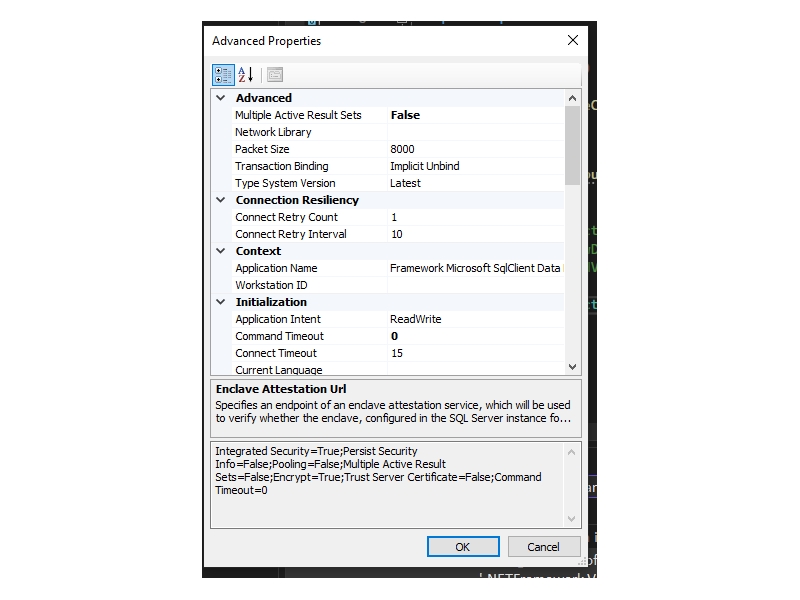 Advanced Properties
Advanced
Multiple Active Result Sets False
Network Library
Packet Size 8000
Transaction Binding Implicit Unbind
Type System Version Latest
Connection Resiliency
Connect Retry Count 1
Connect Retry Interval 10
Context
Application Name Framework Microsoft SqlClient Data
Workstation ID
Initialization
Application Intent ReadWrite
Command Timeout 0
Connect Timeout 15
Current Language
Enclave Attestation Url
Specifies an endpoint of an enclave attestation service, which will be used
to verify whether the enclave, configured in the SQL Server instance fo...
Integrated Security=True;Persist Security
Info=False;Pooling=False;Multiple Active Result
Sets=False;Encrypt=True;Trust Server Certificate=False;Command
Timeout=0
OK Cancel